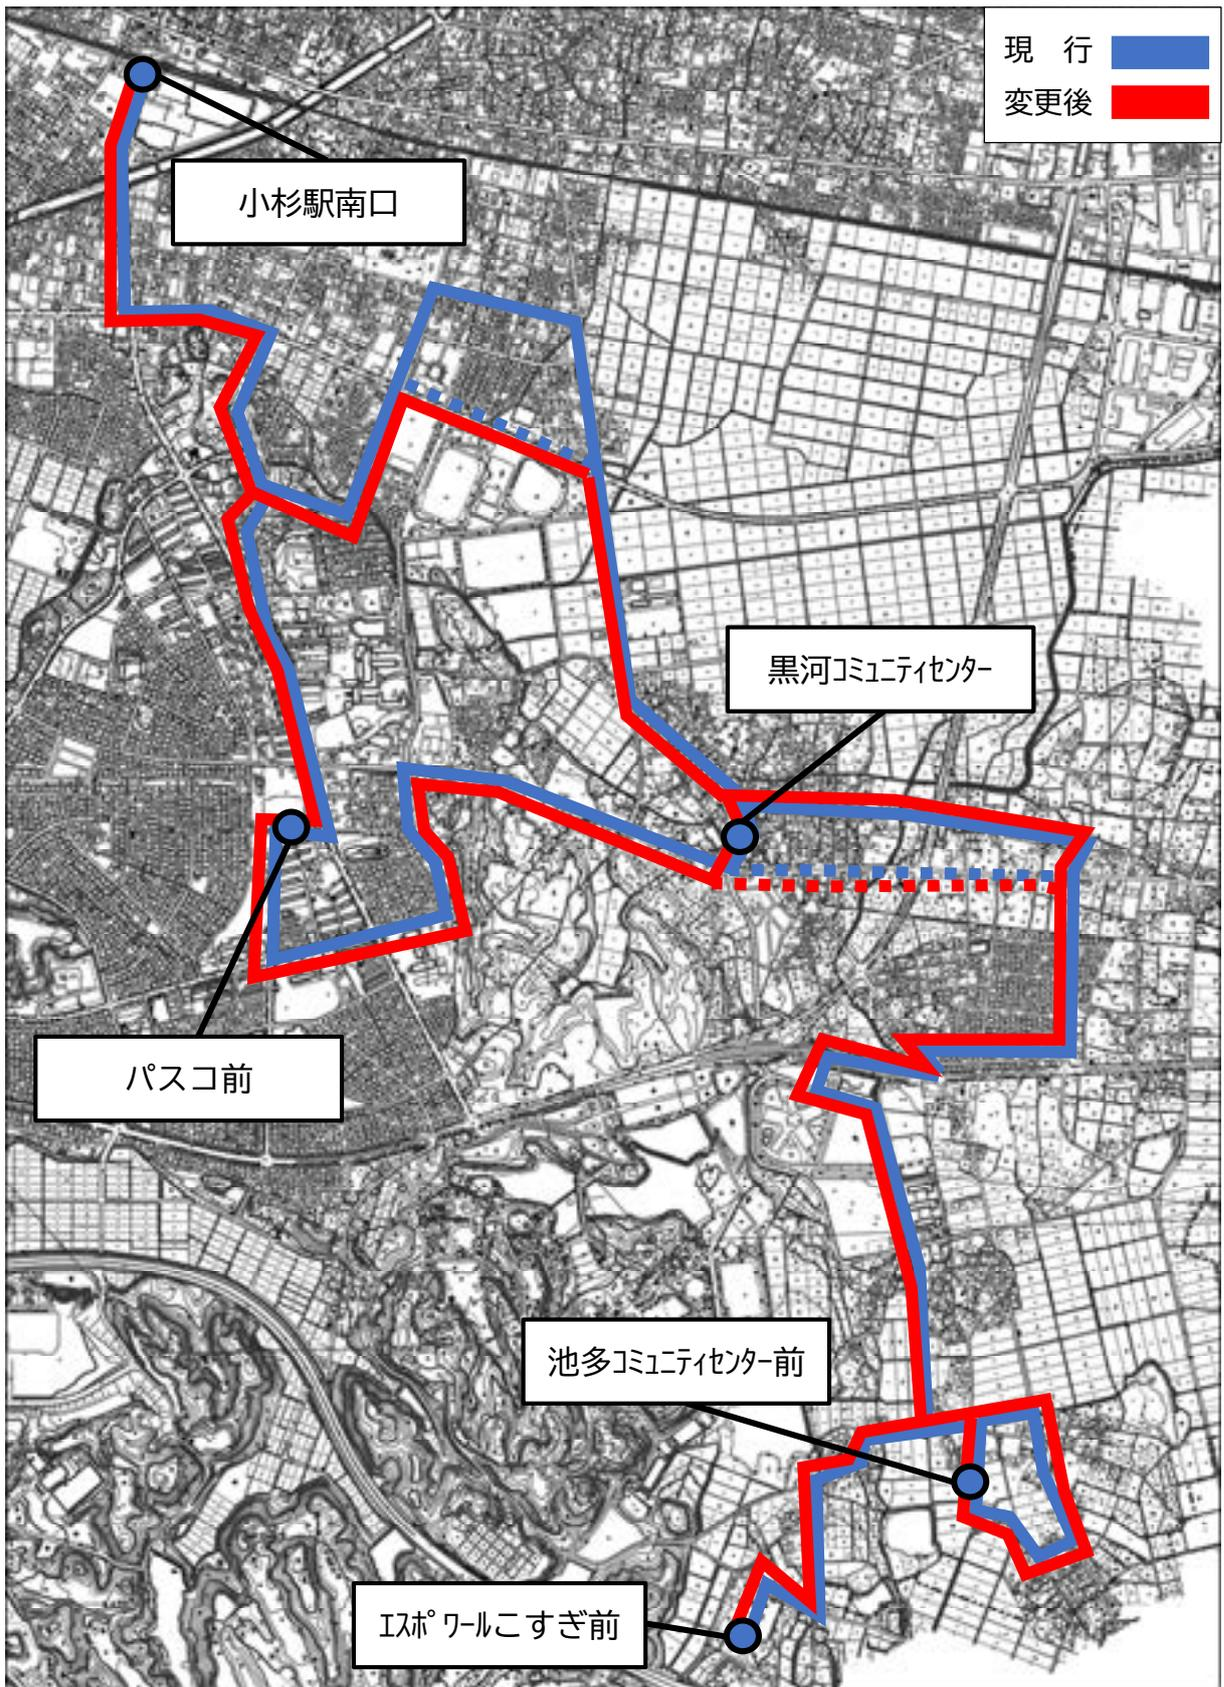 現　行
変更後
小杉駅南口
黒河ｺﾐｭﾆﾃｨｾﾝﾀｰ
パスコ前
池多ｺﾐｭﾆﾃｨｾﾝﾀｰ前
ｴｽﾎﾟﾜｰﾙこすぎ前